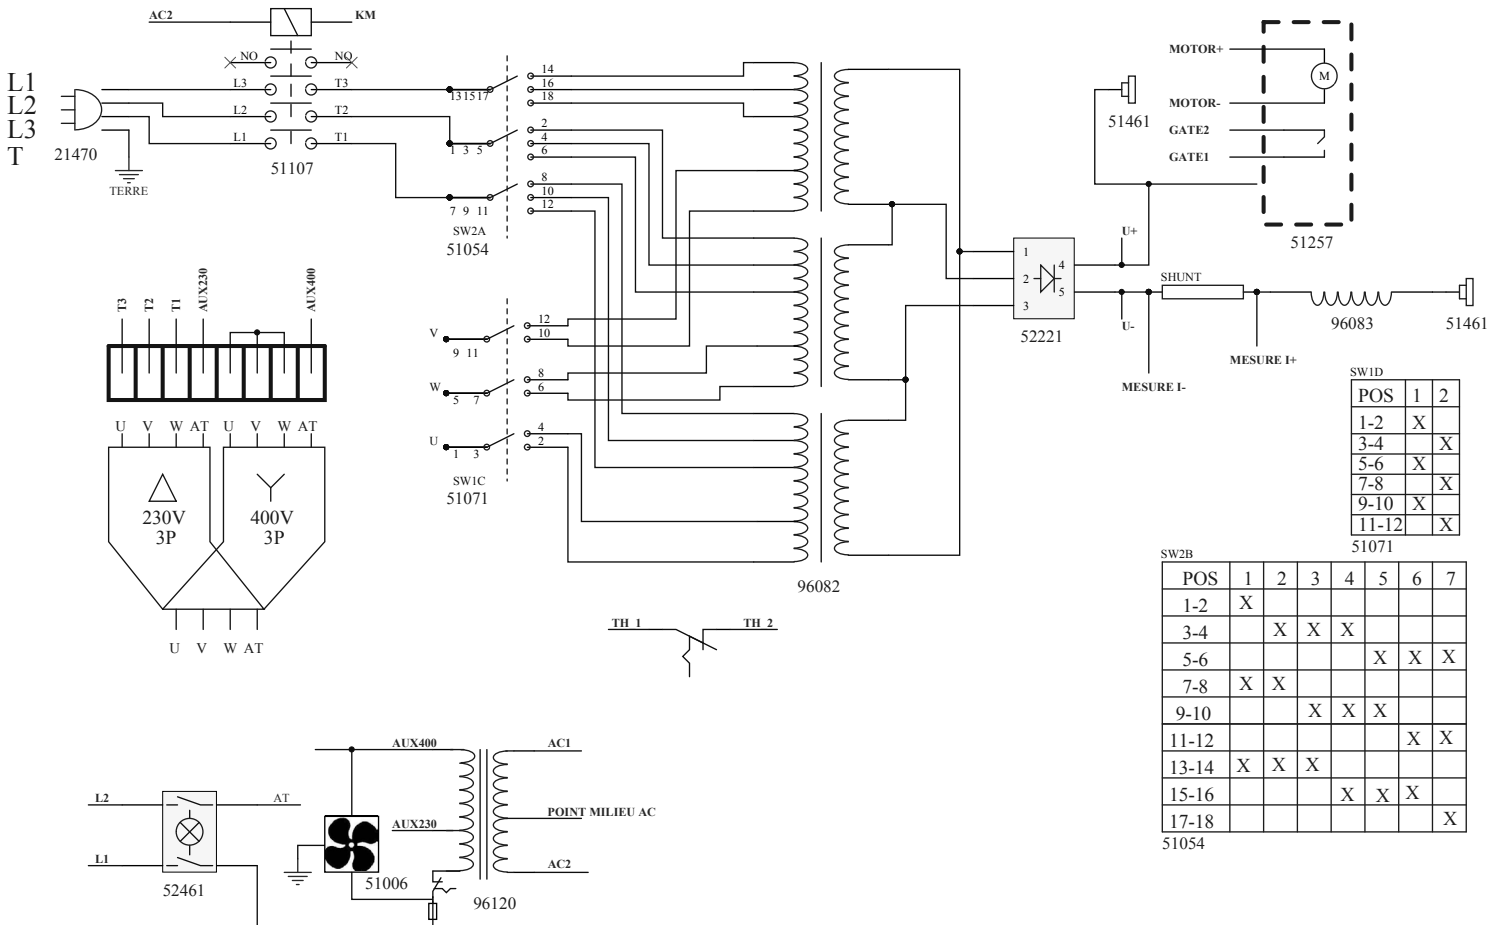 AC2 KM
NO NO
L1
L2
L3
T
L3 T3
L2 T2
L1 T1
21470
TERRE
51107
13 15 17
14
16
18
1 3 5
2
4
6
7 9 11
8
10
12
SW2A
51054
V
9 11
12
10
W
5 7
8
6
U
1 3
4
2
SW1C
51071
T3 T2 T1 AUX230 AUX400
U V W AT U V W AT
230V
3P
400V
3P
U V W AT
96082
TH 1 TH 2
1
2
3
4
5
52221
U+
U-
51461
MOTOR+
M
MOTOR-
GATE2
GATE1
51257
SHUNT
96083
51461
MESURE I+
MESURE I-
SW1D
POS 1 2
1-2 X
3-4 X
5-6 X
7-8 X
9-10 X
11-12 X
51071
SW2B
POS 1 2 3 4 5 6 7
1-2 X
3-4 X X X
5-6 X X X
7-8 X X
9-10 X X X
11-12 X X
13-14 X X X
15-16 X X X
17-18 X
51054
L2 AT
L1
52461
AUX400
AUX230
51006
AC1
POINT MILIEU AC
AC2
96120